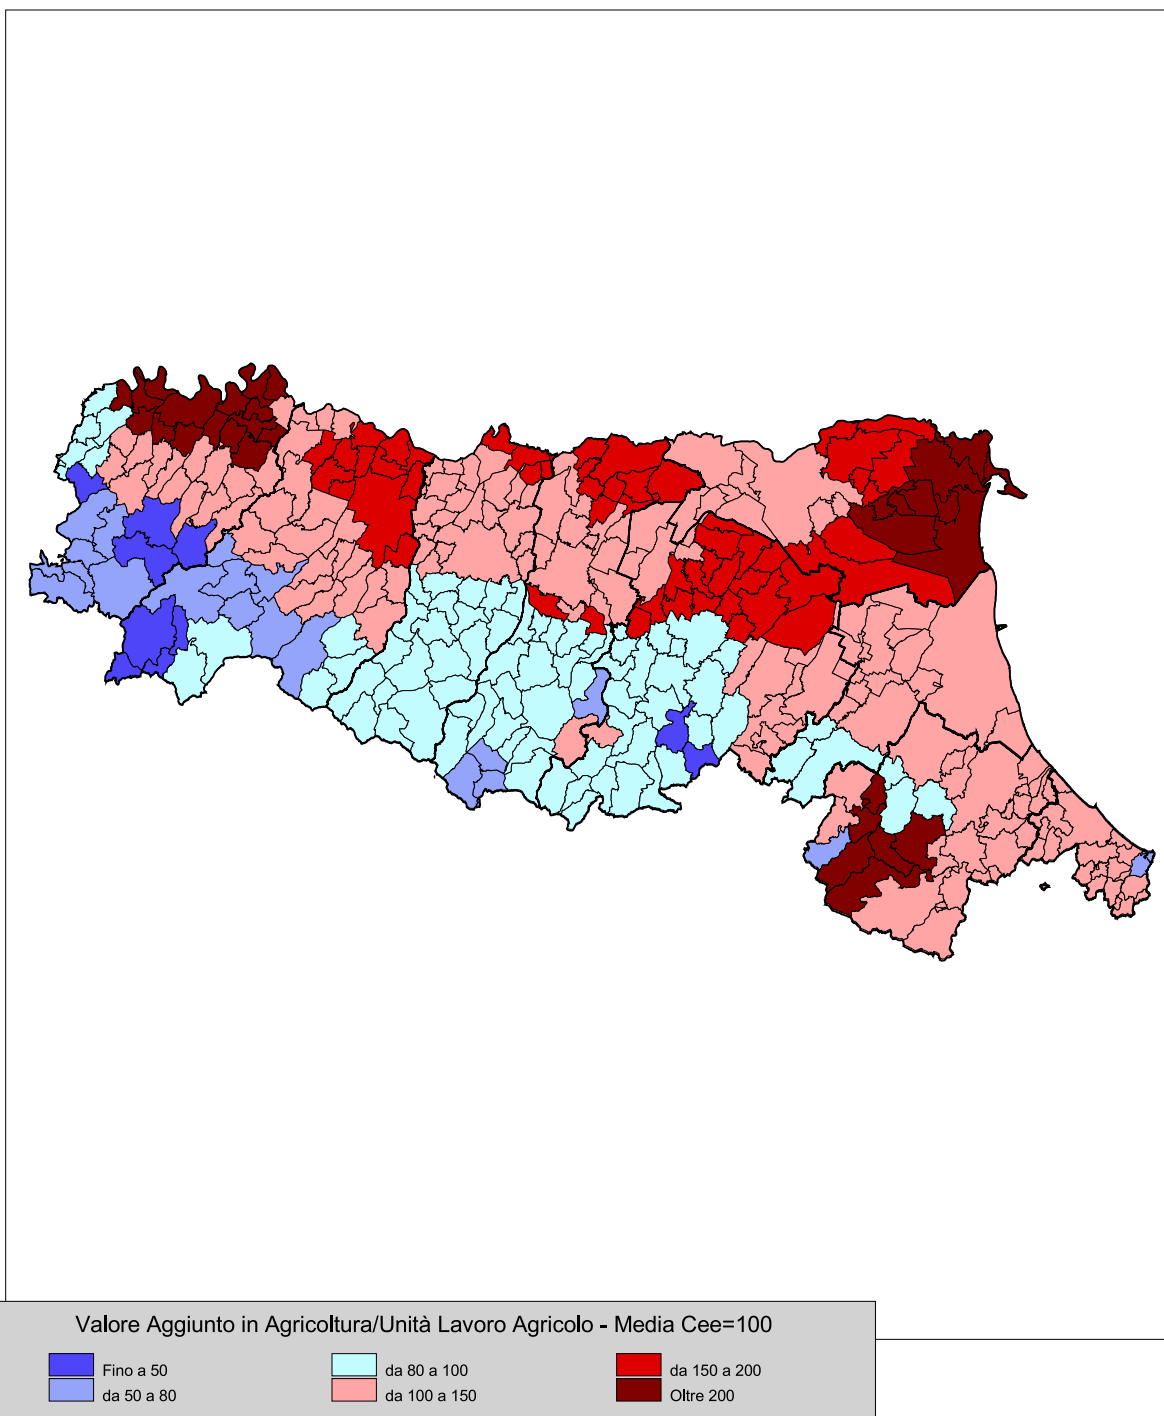 Valore Aggiunto in Agricoltura/Unità Lavoro Agricolo - Media Cee=100
Fino a 50
da 80 a 100
da 150 a 200
da 50 a 80
da 100 a 150
Oltre 200